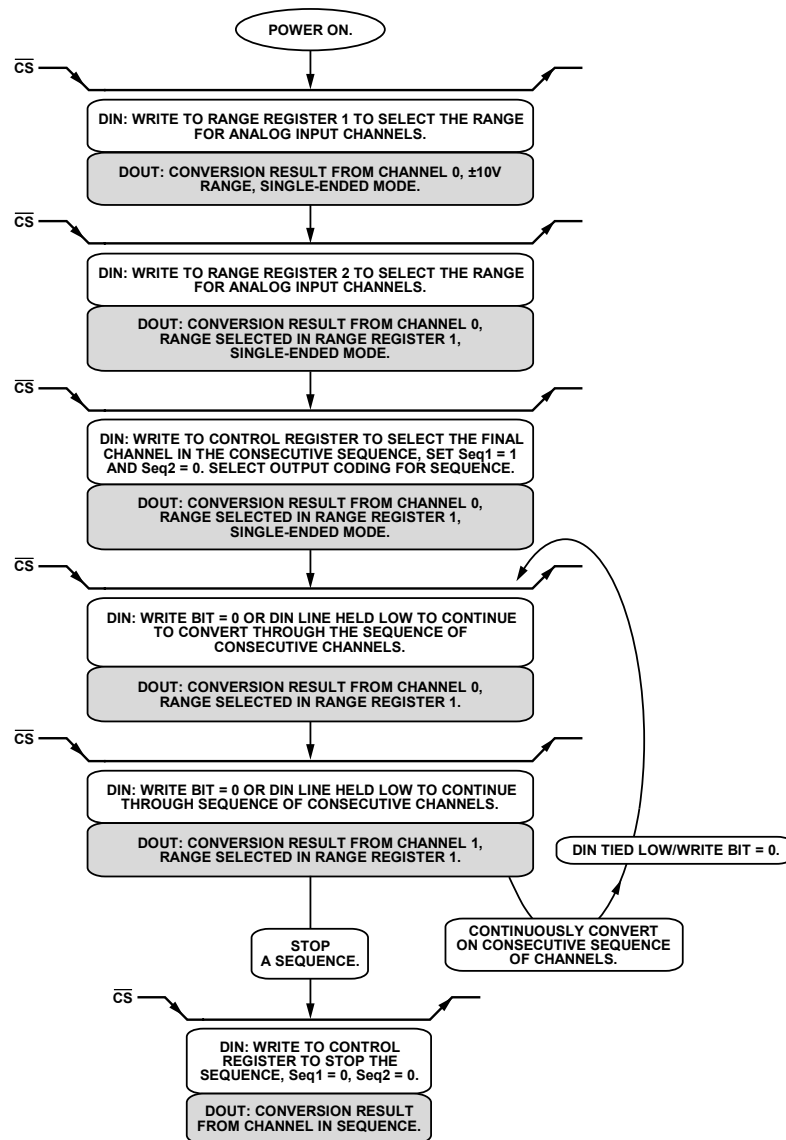 POWER ON.
CS
DIN: WRITE TO RANGE REGISTER 1 TO SELECT THE RANGE
FOR ANALOG INPUT CHANNELS.
DOUT: CONVERSION RESULT FROM CHANNEL 0, ±10V
RANGE, SINGLE-ENDED MODE.
CS
DIN: WRITE TO RANGE REGISTER 2 TO SELECT THE RANGE
FOR ANALOG INPUT CHANNELS.
DOUT: CONVERSION RESULT FROM CHANNEL 0,
RANGE SELECTED IN RANGE REGISTER 1,
SINGLE-ENDED MODE.
CS
DIN: WRITE TO CONTROL REGISTER TO SELECT THE FINAL
CHANNEL IN THE CONSECUTIVE SEQUENCE, SET Seq1 = 1
AND Seq2 = 0. SELECT OUTPUT CODING FOR SEQUENCE.
DOUT: CONVERSION RESULT FROM CHANNEL 0,
RANGE SELECTED IN RANGE REGISTER 1,
SINGLE-ENDED MODE.
CS
DIN: WRITE BIT = 0 OR DIN LINE HELD LOW TO CONTINUE
TO CONVERT THROUGH THE SEQUENCE OF
CONSECUTIVE CHANNELS.
DOUT: CONVERSION RESULT FROM CHANNEL 0,
RANGE SELECTED IN RANGE REGISTER 1.
CS
DIN: WRITE BIT = 0 OR DIN LINE HELD LOW TO CONTINUE
THROUGH SEQUENCE OF CONSECUTIVE CHANNELS.
DOUT: CONVERSION RESULT FROM CHANNEL 1,
RANGE SELECTED IN RANGE REGISTER 1.
DIN TIED LOW/WRITE BIT = 0.
CONTINUOUSLY CONVERT
ON CONSECUTIVE SEQUENCE
OF CHANNELS.
STOP
A SEQUENCE.
CS
DIN: WRITE TO CONTROL
REGISTER TO STOP THE
SEQUENCE, Seq1 = 0, Seq2 = 0.
DOUT: CONVERSION RESULT
FROM CHANNEL IN SEQUENCE.